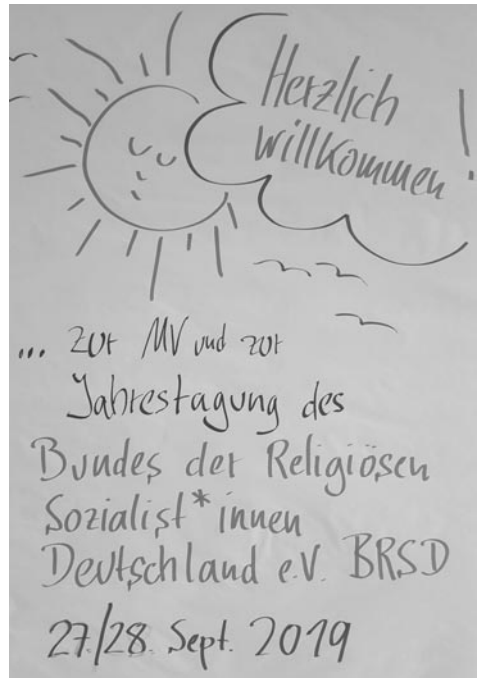 Herzlich
willkommen!
... zur MV und zur
Jahrestagung des
Bundes der Religiösen
Sozialist*innen
Deutschland e.V. BRSD
27./28. Sept. 2019